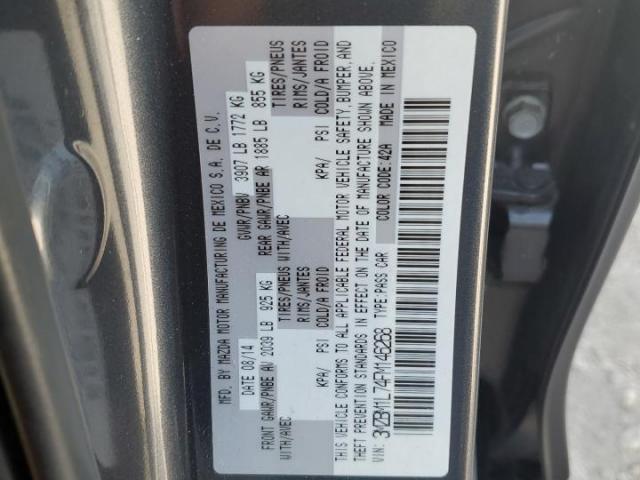 MFD. BY MAZDA MOTOR MANUFACTURING DE MEXICO S.A. DE C.V.
DATE 08/14 GVWR/PNBV 3907 LB 1772 KG
FRONT GAWR/PNBE AV 2039 LB 925 KG REAR GAWR/PNBE AR 1885 LB 855 KG
WITH/AVEC TIRES/PNEUS WITH/AVEC TIRES/PNEUS
RIMS/JANTES RIMS/JANTES
KPA/ PSI COLD/A FROID KPA/ PSI COLD/A FROID
THIS VEHICLE CONFORMS TO ALL APPLICABLE FEDERAL MOTOR VEHICLE SAFETY, BUMPER, AND
THEFT PREVENTION STANDARDS IN EFFECT ON THE DATE OF MANUFACTURE SHOWN ABOVE.
VIN: 3MZBM1L74FM146268 TYPE:PASS CAR COLOR CODE:42A MADE IN MEXICO